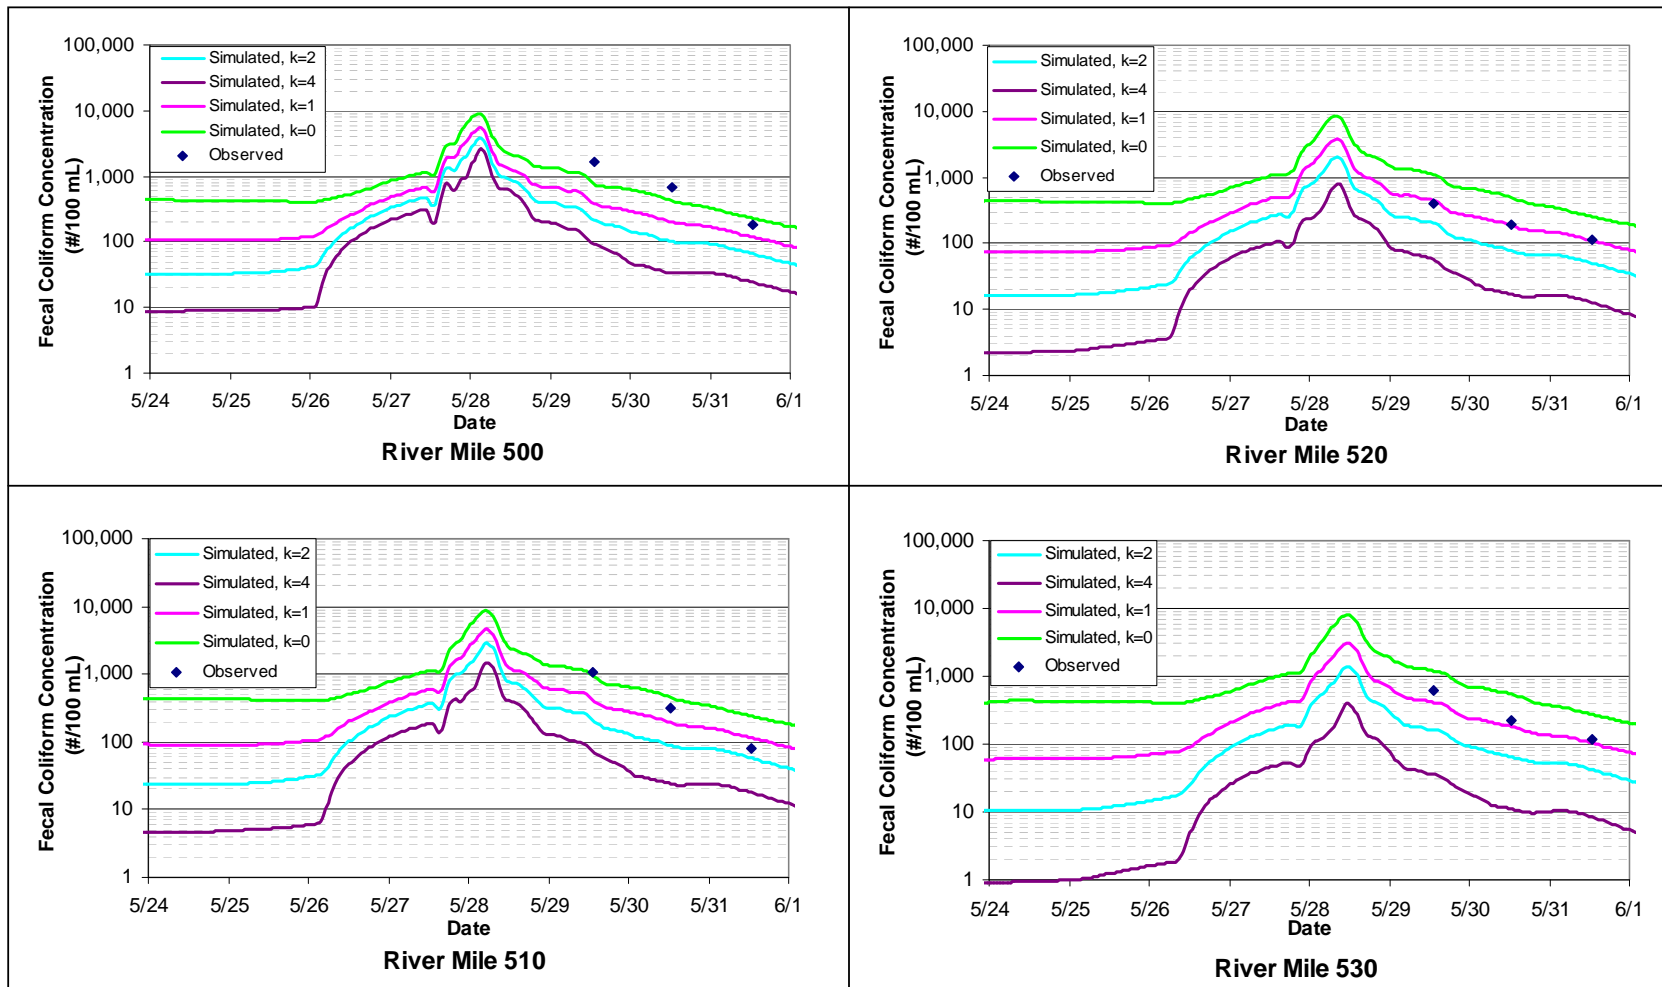 Fecal Coliform Concentration
(#/100 mL)
100,000
10,000
1,000
100
10
1
Simulated, k=2
Simulated, k=4
Simulated, k=1
Simulated, k=0
Observed
5/24 5/25 5/26 5/27 5/28 5/29 5/30 5/31 6/1
Date
River Mile 500
Fecal Coliform Concentration
(#/100 mL)
100,000
10,000
1,000
100
10
1
Simulated, k=2
Simulated, k=4
Simulated, k=1
Simulated, k=0
Observed
5/24 5/25 5/26 5/27 5/28 5/29 5/30 5/31 6/1
Date
River Mile 520
Fecal Coliform Concentration
(#/100 mL)
100,000
10,000
1,000
100
10
1
Simulated, k=2
Simulated, k=4
Simulated, k=1
Simulated, k=0
Observed
5/24 5/25 5/26 5/27 5/28 5/29 5/30 5/31 6/1
Date
River Mile 510
Fecal Coliform Concentration
(#/100 mL)
100,000
10,000
1,000
100
10
1
Simulated, k=2
Simulated, k=4
Simulated, k=1
Simulated, k=0
Observed
5/24 5/25 5/26 5/27 5/28 5/29 5/30 5/31 6/1
Date
River Mile 530